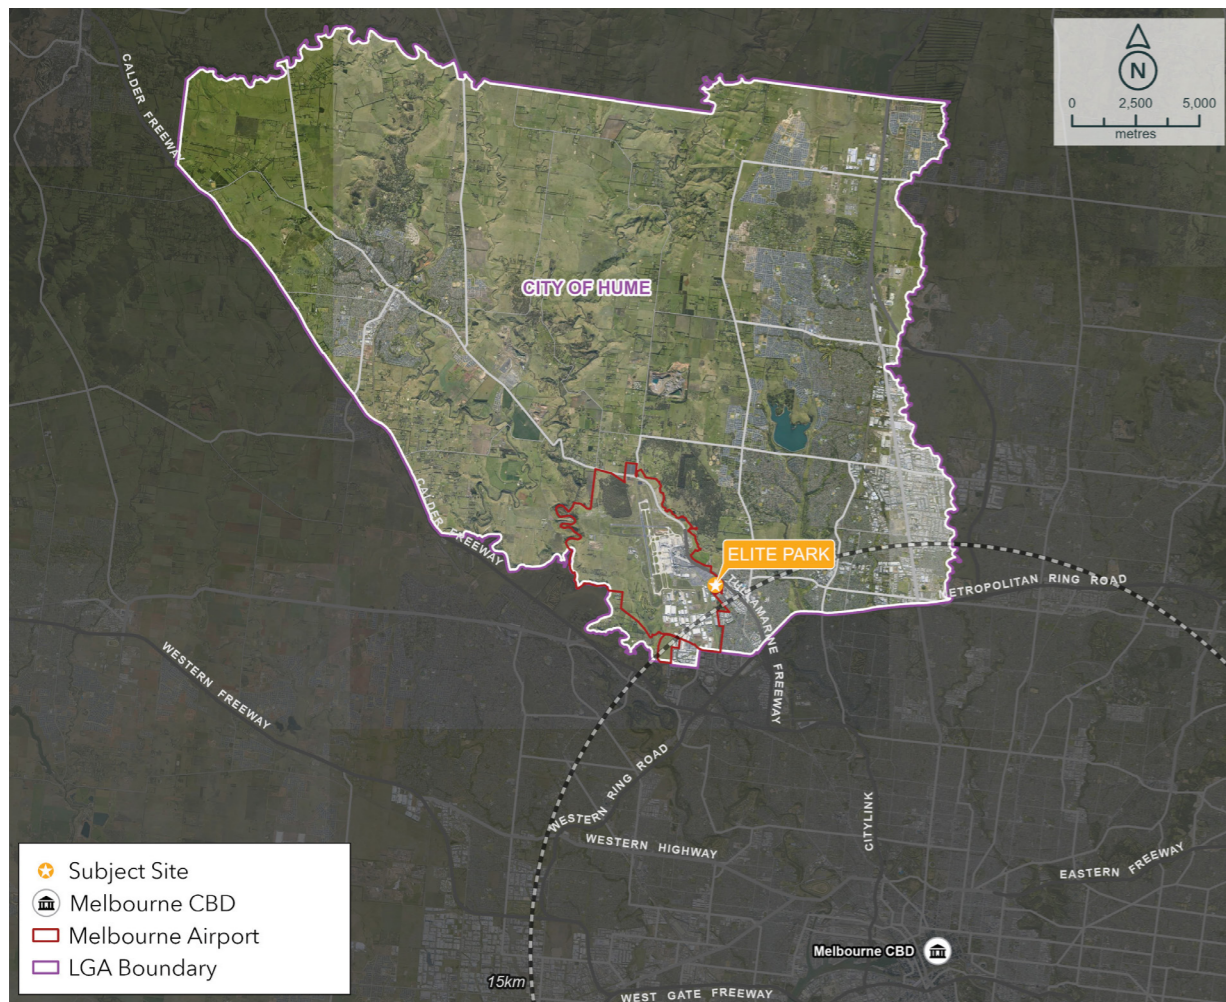 N
0 2,500 5,000
metres
CALDER FREEWAY
CITY OF HUME
CALDER FREEWAY
ELITE PARK
TULLAMARINE FREEWAY
METROPOLITAN RING ROAD
WESTERN FREEWAY
WESTERN RING ROAD
WESTERN HIGHWAY
CITYLINK
EASTERN FREEWAY
Melbourne CBD
15km
WEST GATE FREEWAY
Subject Site
Melbourne CBD
Melbourne Airport
LGA Boundary